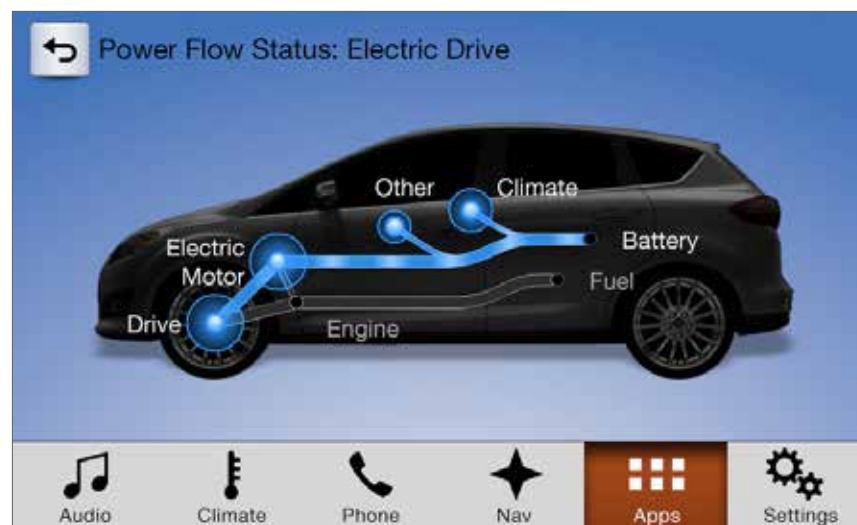 Power Flow Status: Electric Drive
Other
Climate
Electric
Motor
Battery
Fuel
Drive
Engine
Audio
Climate
Phone
Nav
Apps
Settings